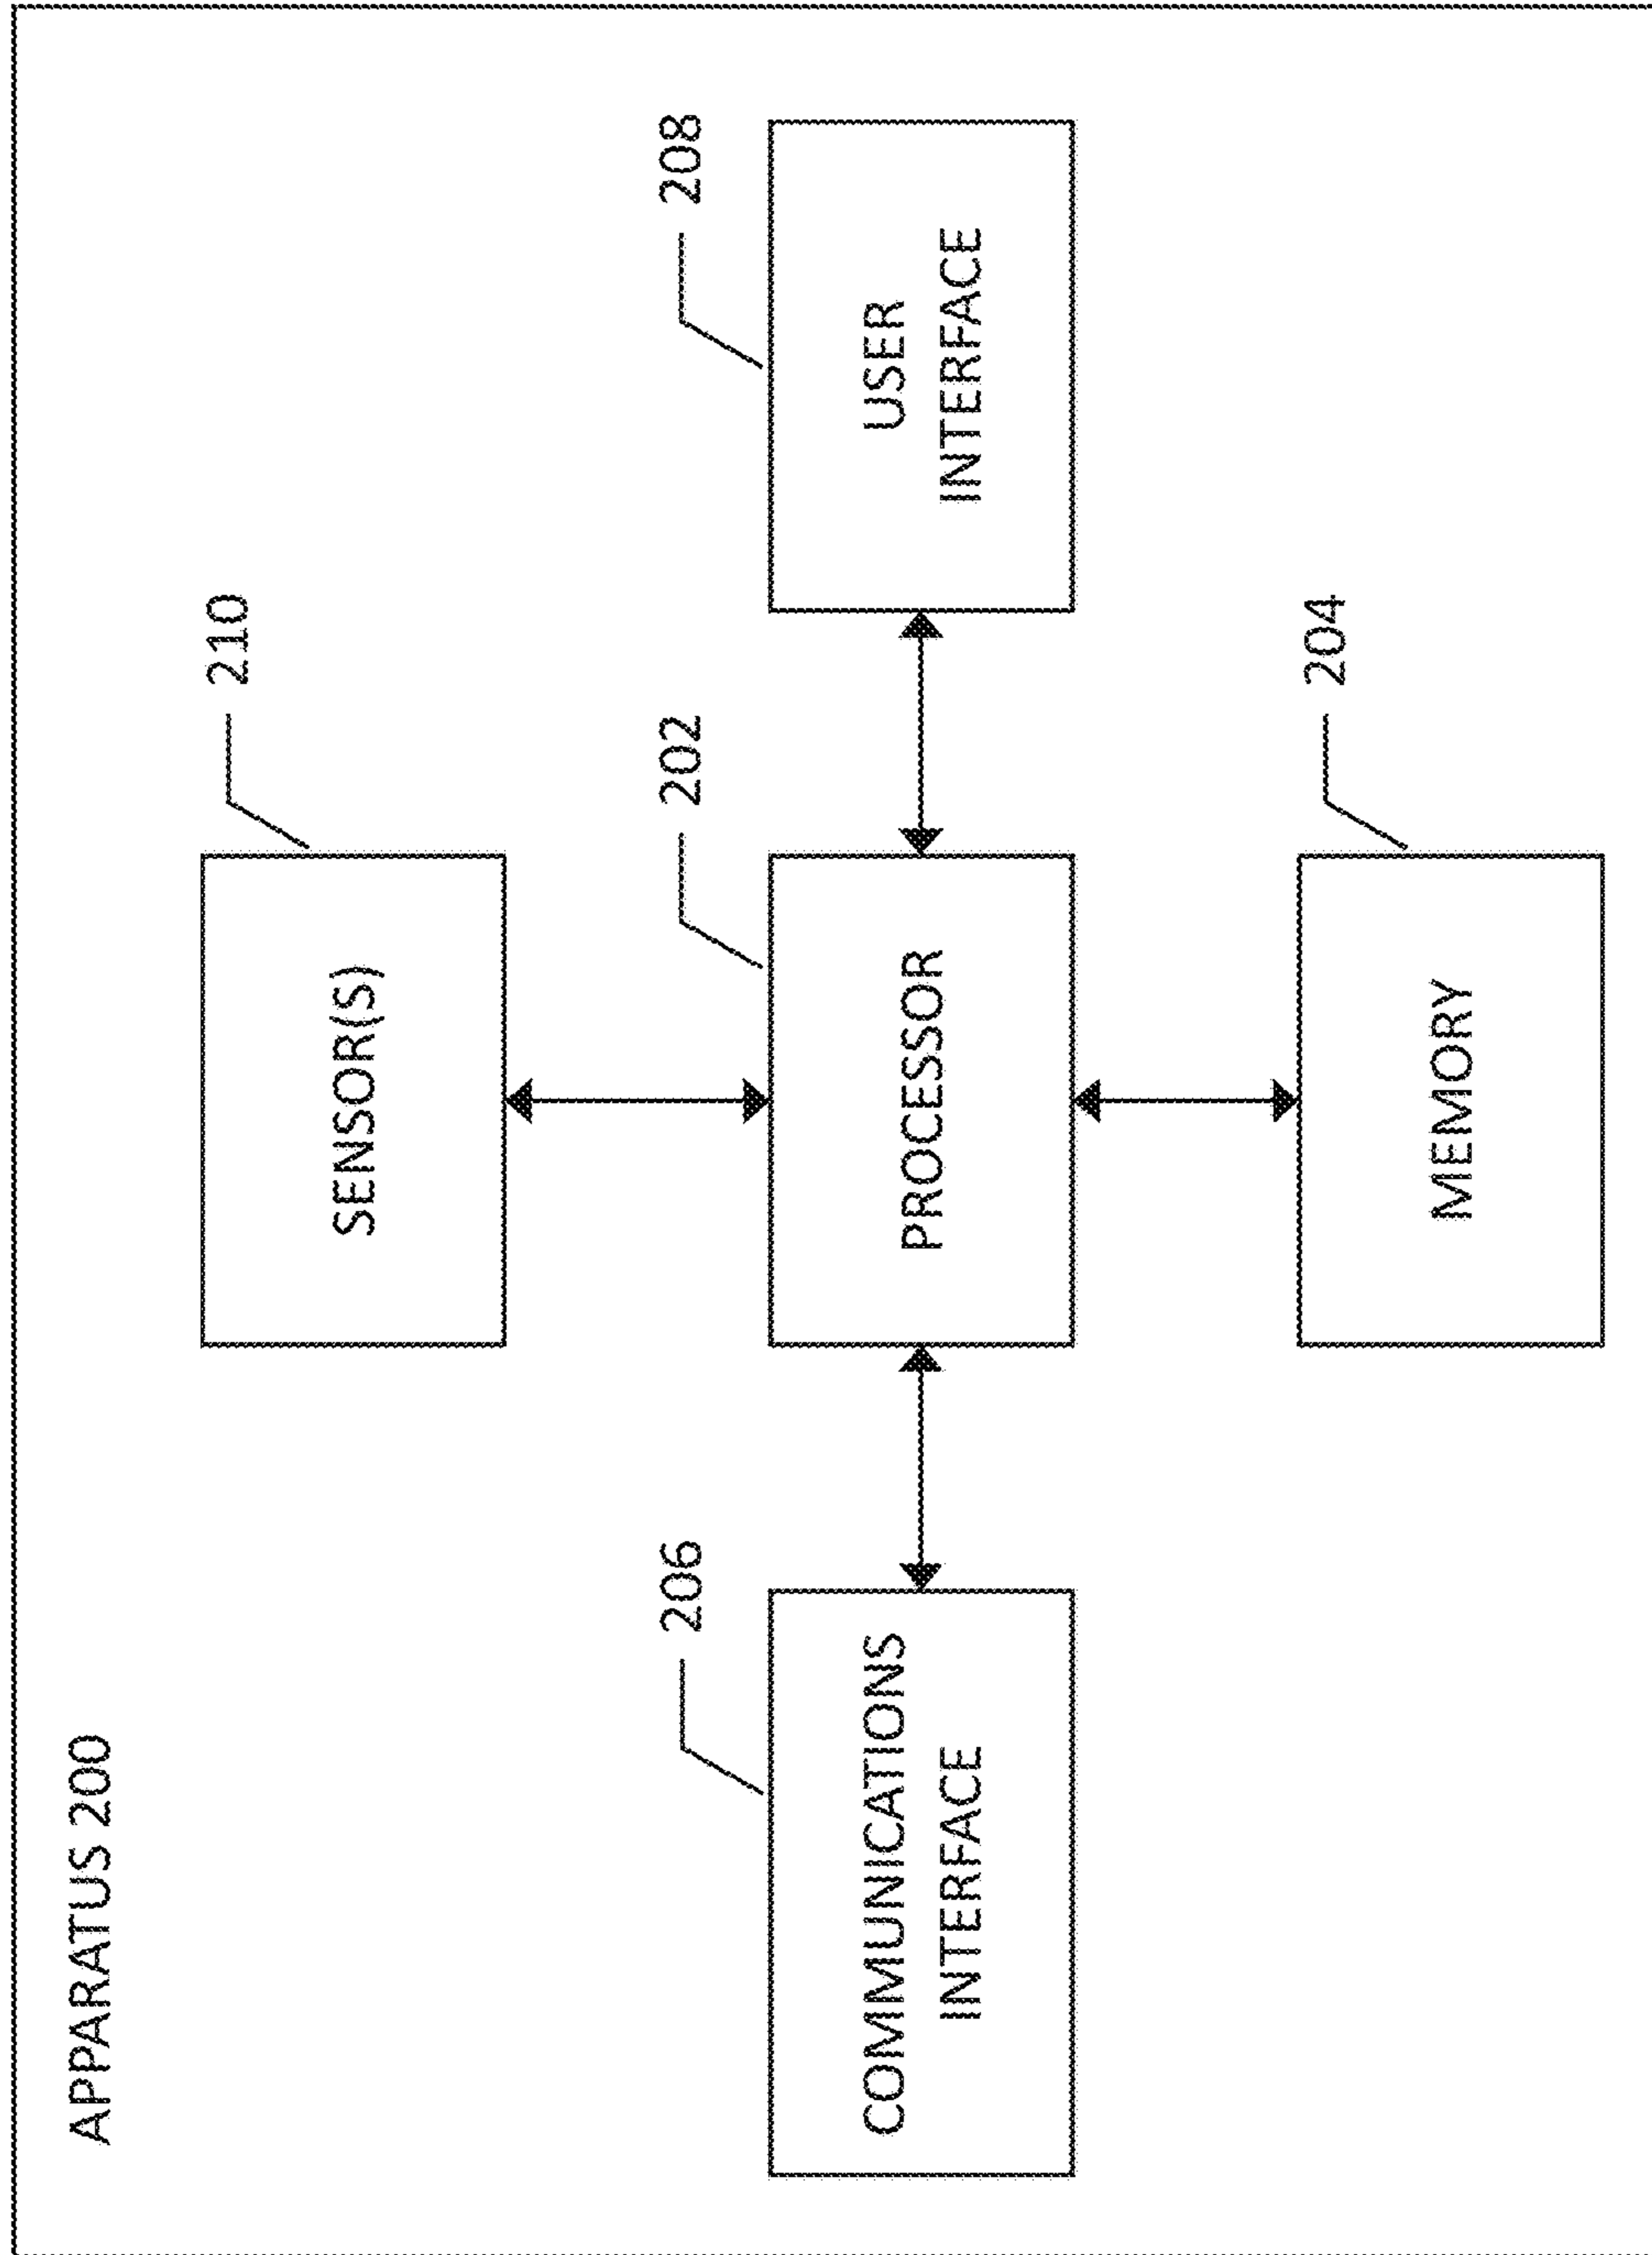 APPARATUS 200
210
SENSOR(S)
206
202
208
COMMUNICATIONS
INTERFACE
PROCESSOR
USER
INTERFACE
204
MEMORY